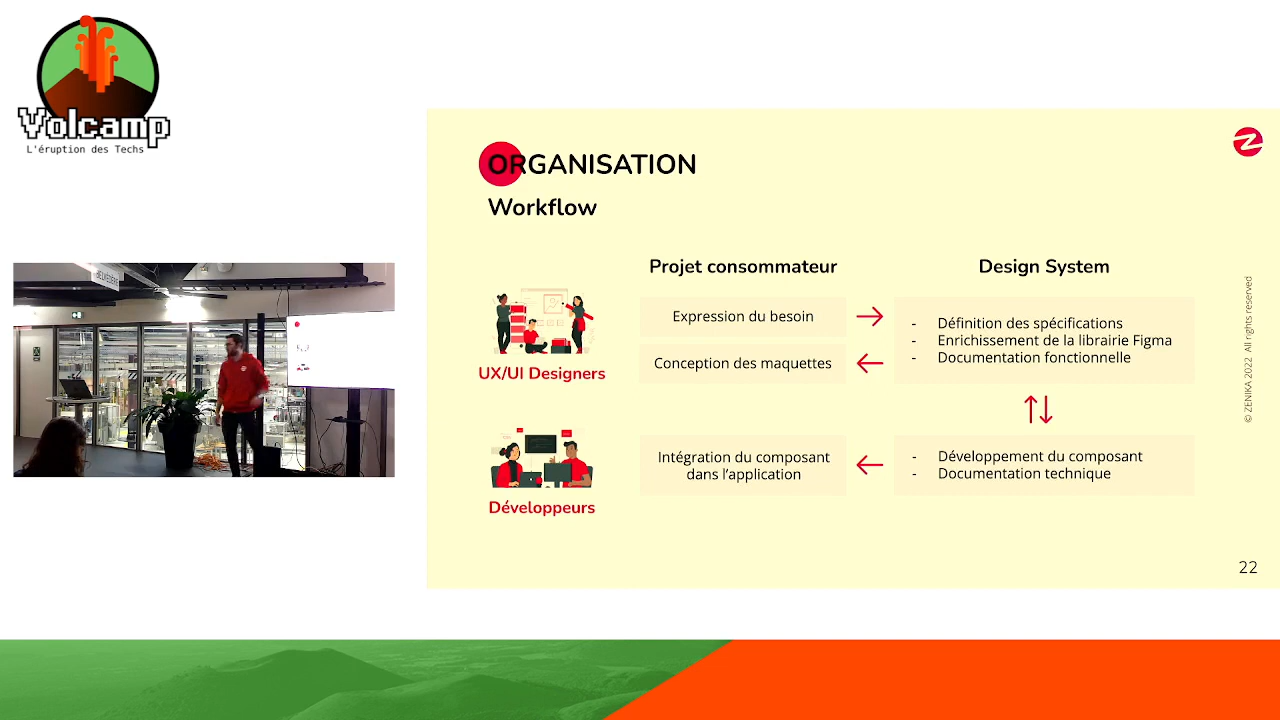 Volcamp
L'éruption des Techs
ORGANISATION
Workflow
Projet consommateur
Design System
Expression du besoin
Conception des maquettes
- Définition des spécifications
- Enrichissement de la librairie Figma
- Documentation fonctionnelle
UX/UI Designers
Intégration du composant
dans l'application
- Développement du composant
- Documentation technique
Développeurs
© ZENIKA 2022 All rights reserved
22